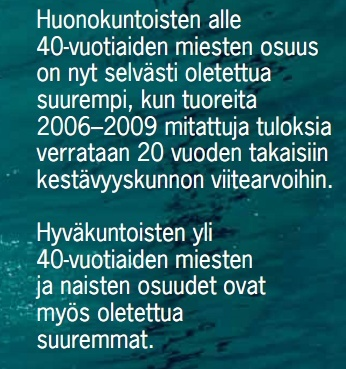 Huonokuntoisten alle
40-vuotiaiden miesten osuus
on nyt selvästi oletettua
suurempi, kun tuoreita
2006–2009 mitattuja tuloksia
verrataan 20 vuoden takaisiin
kestävyyskunnon viitearvoihin.

Hyväkuntoisten yli
40-vuotiaiden miesten
ja naisten osuudet ovat
myös oletettua
suuremmat.